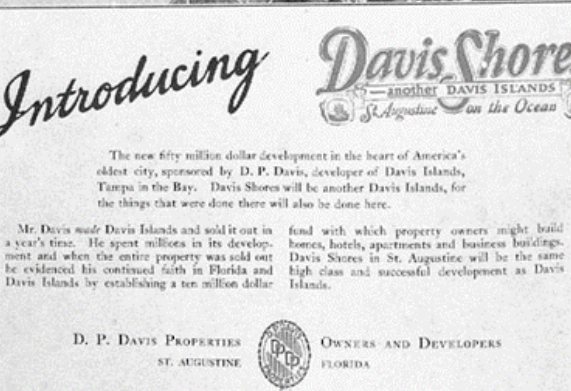 Introducing
Davis Shore
—another DAVIS ISLANDS
St. Augustine on the Ocean
The new fifty million dollar development in the heart of America's
oldest city, sponsored by D. P. Davis, developer of Davis Islands,
Tampa in the Bay. Davis Shores will be another Davis Islands, for
the things that were done there will also be done here.
Mr. Davis made Davis Islands and sold it out in
a year's time. He spent millions in its develop-
ment and when the entire property was sold out
he evidenced his continued faith in Florida and
Davis Islands by establishing a ten million dollar
fund with which property owners might build
homes, hotels, apartments and business buildings.
Davis Shores in St. Augustine will be the same
high class and successful development as Davis
Islands.
D. P. DAVIS PROPERTIES
ST. AUGUSTINE
OWNERS AND DEVELOPERS
FLORIDA